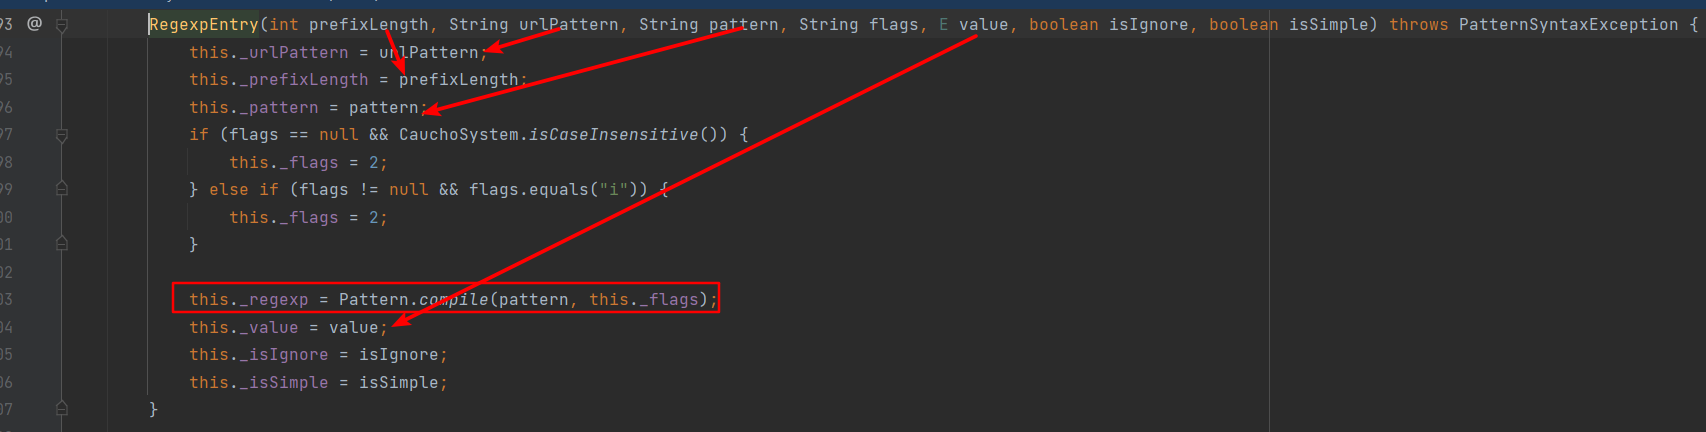 93 @ RegexpEntry(int prefixLength, String urlPattern, String pattern, String flags, E value, boolean isIgnore, boolean isSimple) throws PatternSyntaxException {
94 this._urlPattern = urlPattern;
95 this._prefixLength = prefixLength;
96 this._pattern = pattern;
97 if (flags == null && CauchoSystem.isCaseInsensitive()) {
98 this._flags = 2;
99 } else if (flags != null && flags.equals("i")) {
00 this._flags = 2;
01 }
02
03 this._regexp = Pattern.compile(pattern, this._flags);
04 this._value = value;
05 this._isIgnore = isIgnore;
06 this._isSimple = isSimple;
07 }